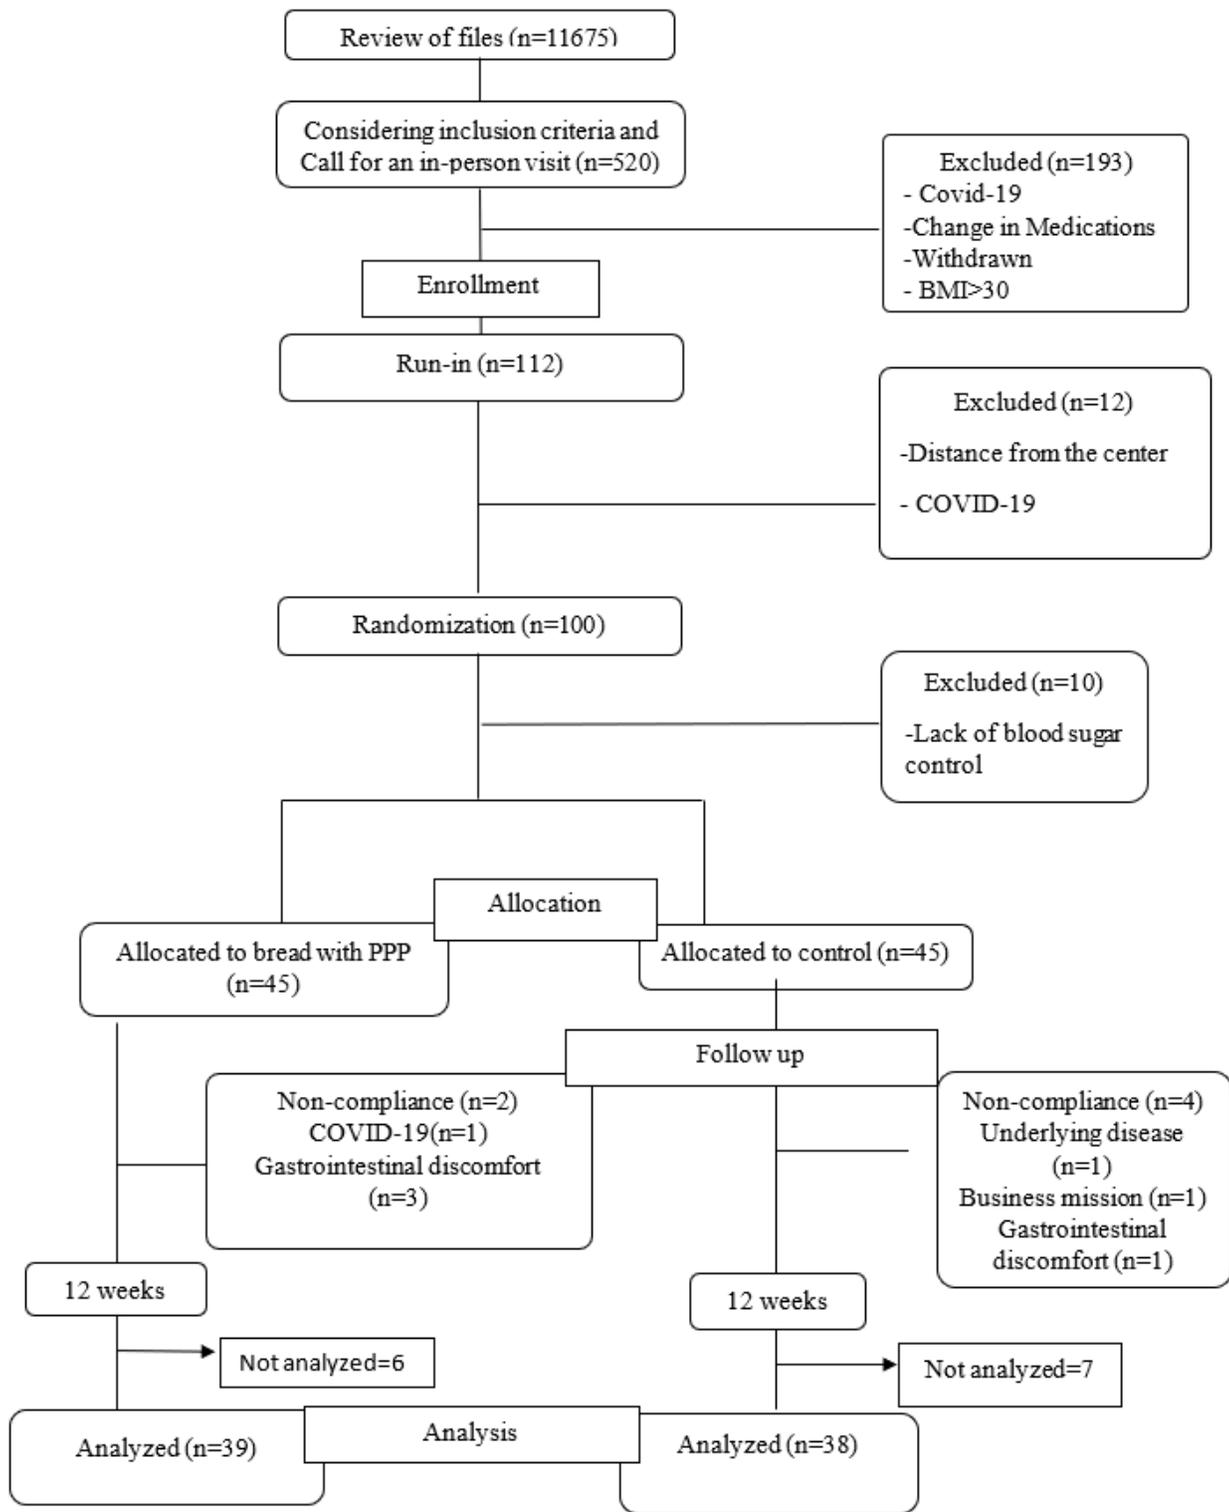 Review of files (n=11675)
Considering inclusion criteria and
Call for an in-person visit (n=520)
Excluded (n=193)
- Covid-19
-Change in Medications
-Withdrawn
- BMI>30
Enrollment
Run-in (n=112)
Excluded (n=12)
-Distance from the center
- COVID-19
Randomization (n=100)
Excluded (n=10)
-Lack of blood sugar
control
Allocation
Allocated to bread with PPP
(n=45)
Allocated to control (n=45)
Follow up
Non-compliance (n=2)
COVID-19(n=1)
Gastrointestinal discomfort
(n=3)
Non-compliance (n=4)
Underlying disease
(n=1)
Business mission (n=1)
Gastrointestinal
discomfort (n=1)
12 weeks
12 weeks
Not analyzed=6
Not analyzed=7
Analysis
Analyzed (n=39)
Analyzed (n=38)